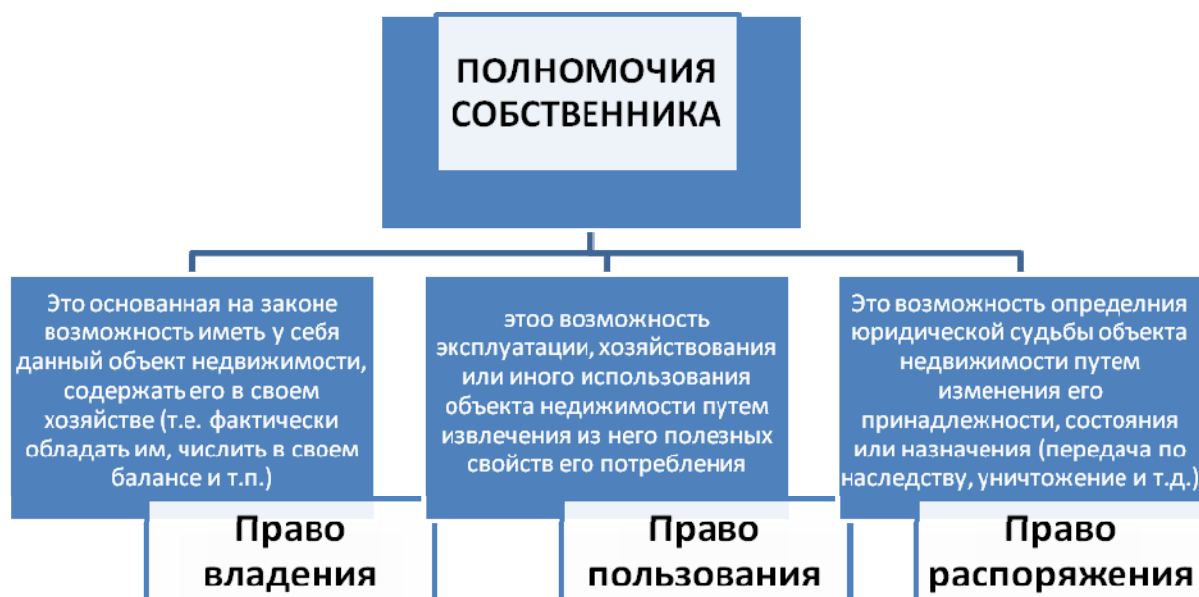 ПОЛНОМОЧИЯ
СОБСТВЕННИКА
Это основанная на законе
возможность иметь у себя
данный объект недвижимости,
содержать его в своем
хозяйстве (т.е. фактически
обладать им, числить в своем
балансе и т.п.)
Право
владения
этоо возможность
эксплуатации, хозяйствования
или иного использования
объекта недижимости путем
извлечения из него полезных
свойств его потребления
Право
пользования
Это возможность определния
юридической судьбы объекта
недвижимости путем
изменения его
принадлежности, состояния
или назначения (передача по
наследству, уничтожение и т.д.)
Право
распоряжения